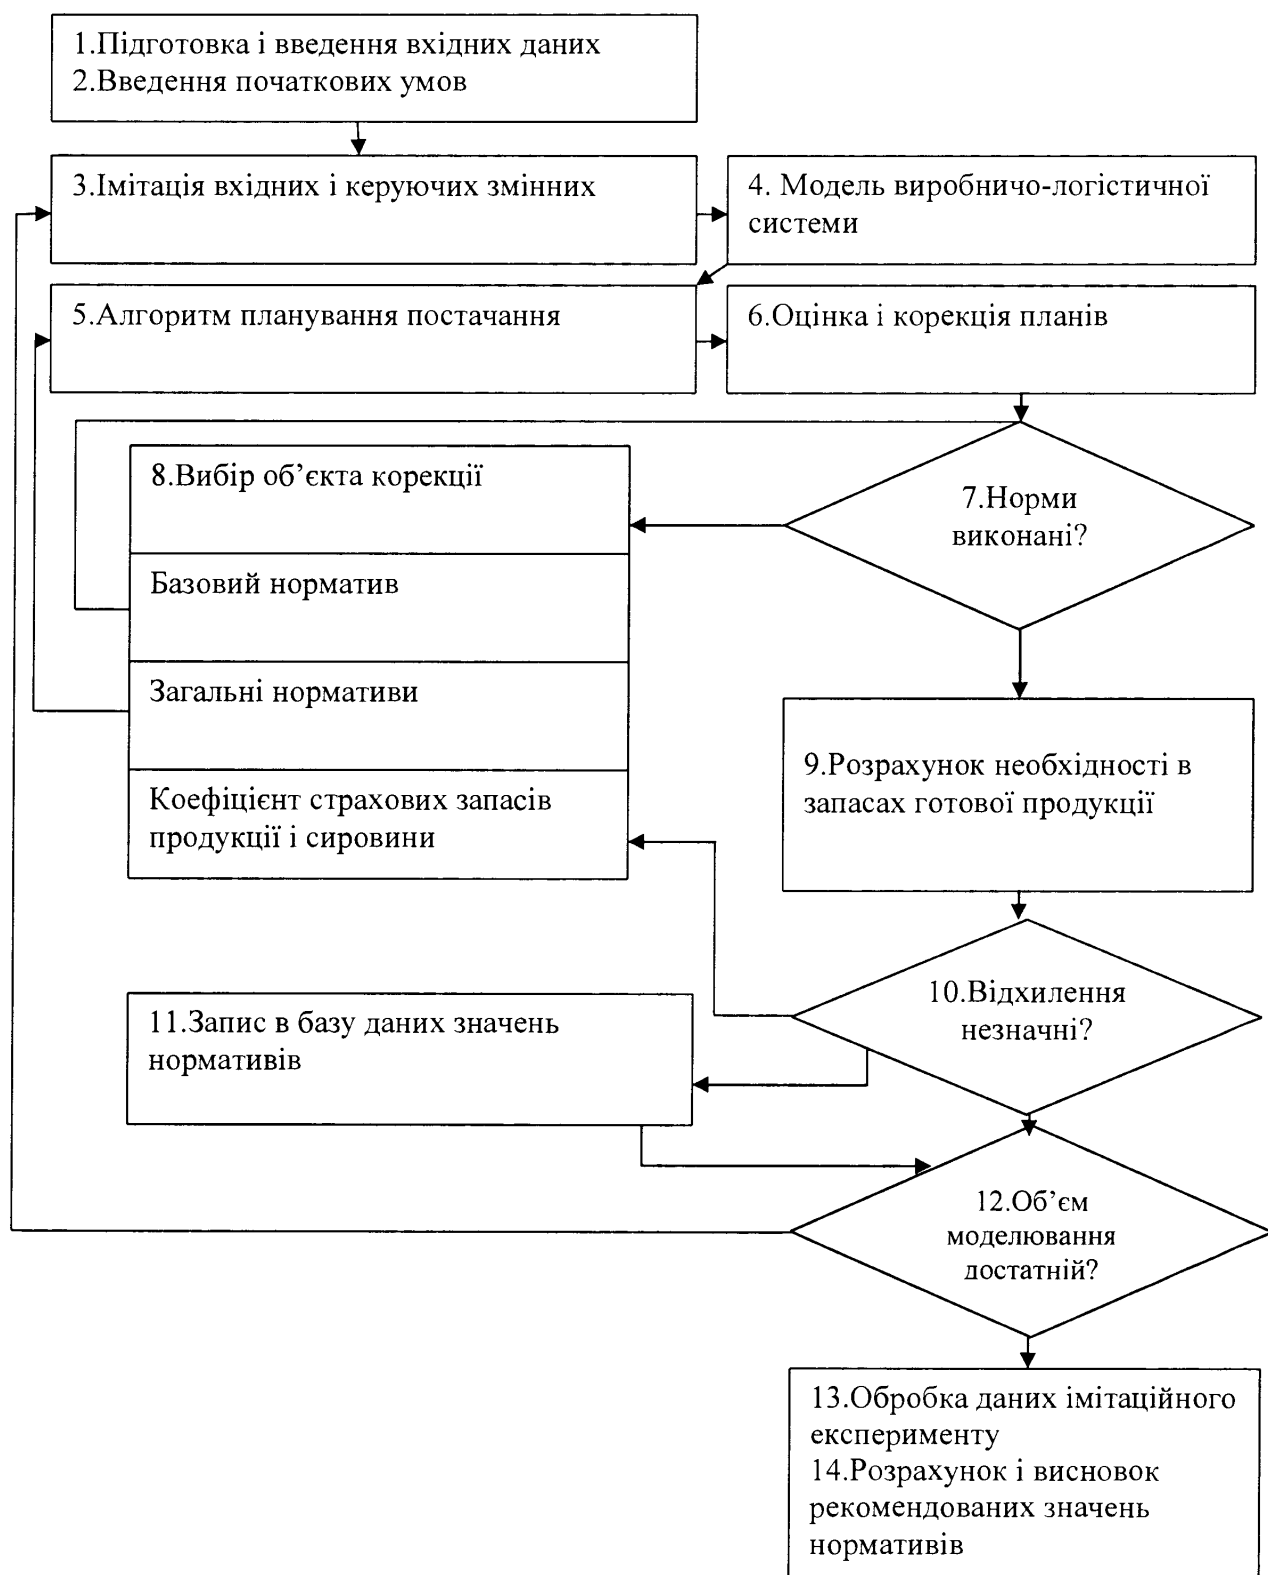 1.Підготовка і введення вхідних даних
2.Введення початкових умов
3.Імітація вхідних і керуючих змінних
4. Модель виробничо-логістичної
системи
5.Алгоритм планування постачання
6.Оцінка і корекція планів
7.Норми
виконані?
8.Вибір об’єкта корекції
Базовий норматив
Загальні нормативи
Коефіцієнт страхових запасів
продукції і сировини
9.Розрахунок необхідності в
запасах готової продукції
10.Відхилення
незначні?
11.Запис в базу даних значень
нормативів
12.Об’єм
моделювання
достатній?
13.Обробка даних імітаційного
експерименту
14.Розрахунок і висновок
рекомендованих значень
нормативів